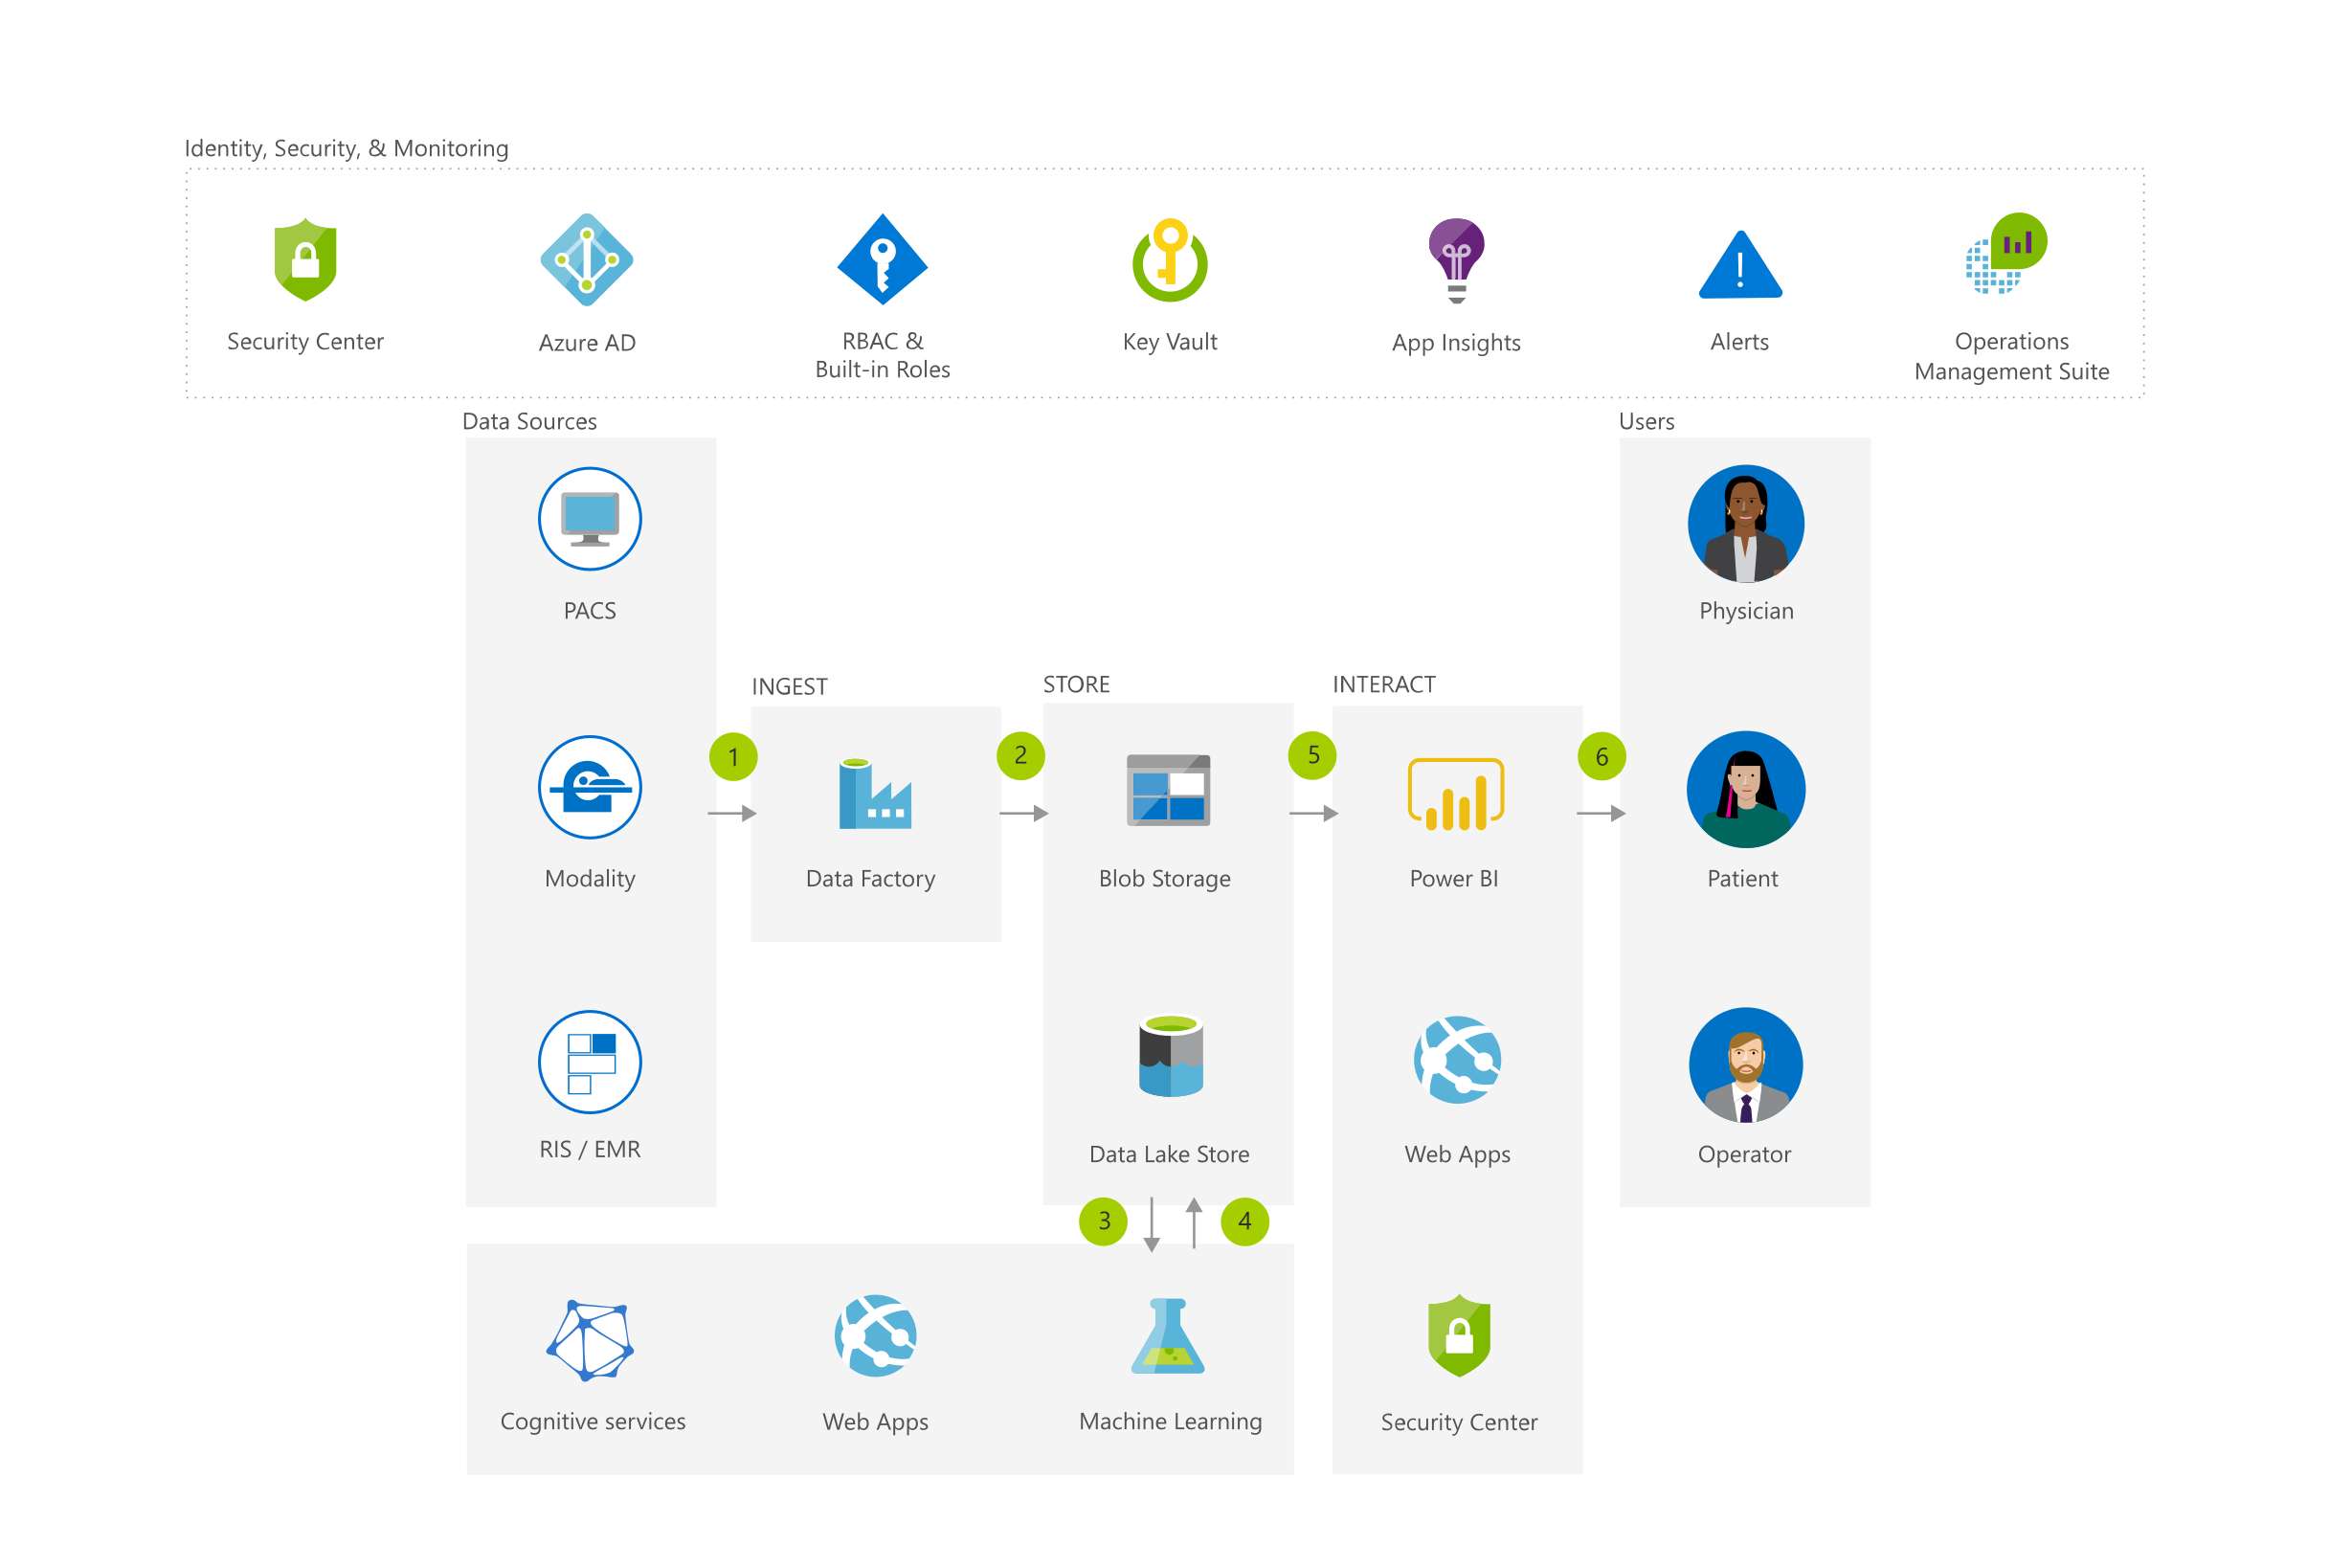 Identity, Security, & Monitoring
Security Center
Azure AD
RBAC &
Built-in Roles
Key Vault
App Insights
Alerts
Operations
Management Suite
Data Sources
PACS
Modality
RIS / EMR
1
INGEST
Data Factory
2
STORE
Blob Storage
Data Lake Store
3
4
Cognitive services
Web Apps
Machine Learning
5
INTERACT
Power BI
Web Apps
Security Center
6
Users
Physician
Patient
Operator